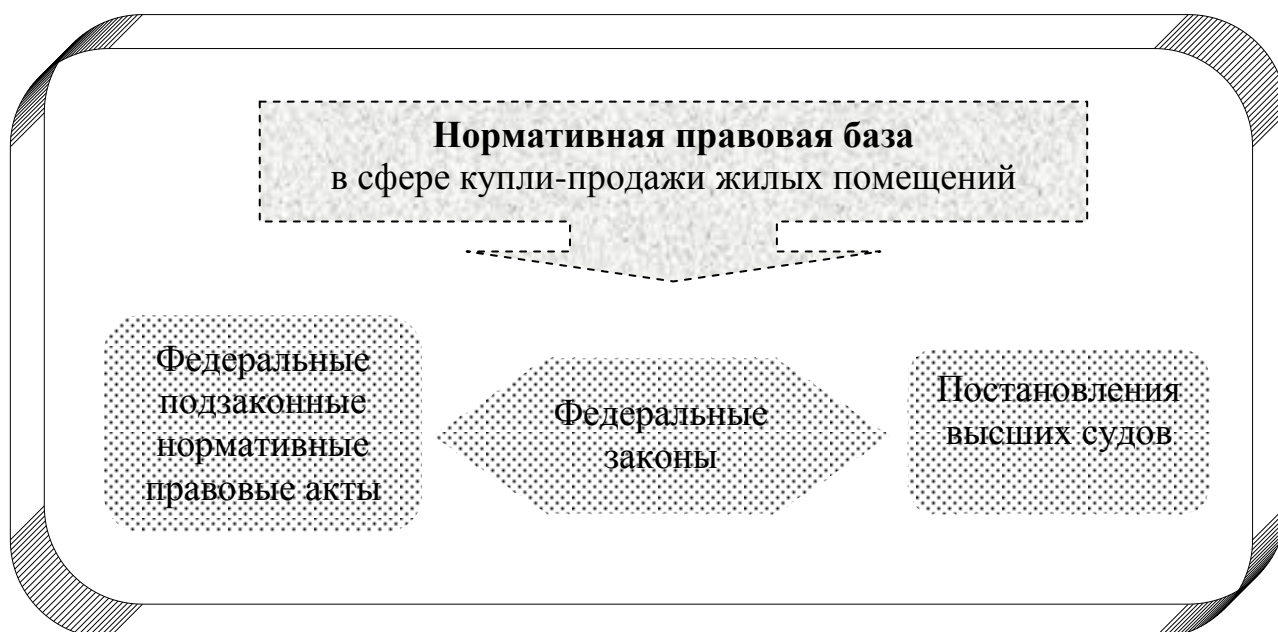 Нормативная правовая база
в сфере купли-продажи жилых помещений
Федеральные
подзаконные
нормативные
правовые акты
Федеральные
законы
Постановления
высших судов